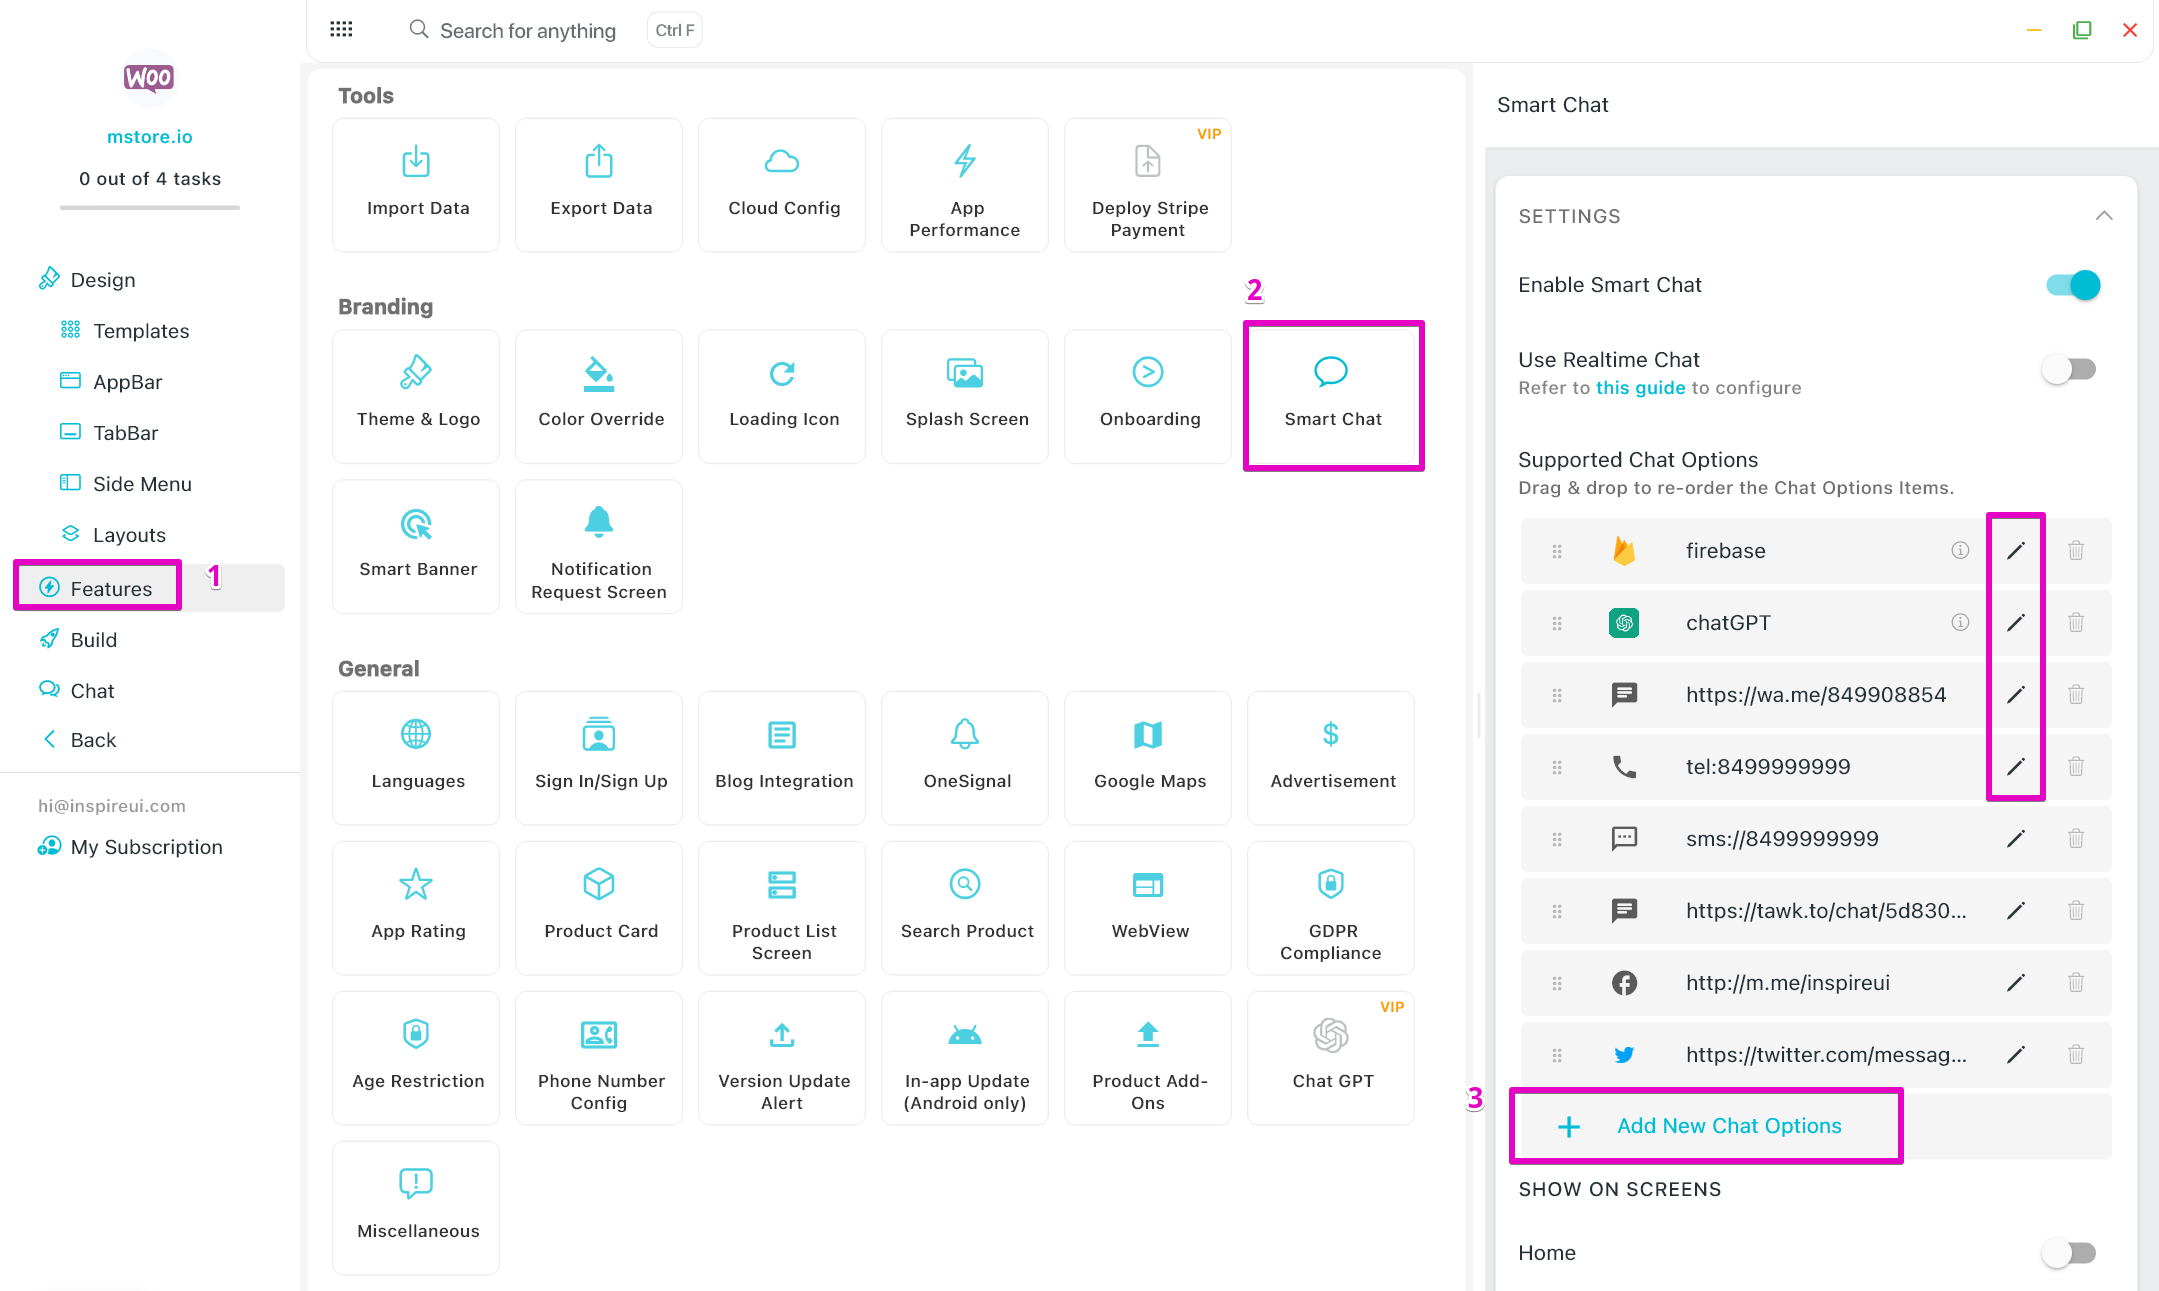 Search for anything
Ctrl F
WOO
mstore.io
0 out of 4 tasks
Design
Templates
AppBar
TabBar
Side Menu
Layouts
Features
1
Build
Chat
Back
hi@inspireui.com
My Subscription
Tools
Import Data
Export Data
Cloud Config
App
Performance
VIP
Deploy Stripe
Payment
Branding
2
Theme & Logo
Color Override
Loading Icon
Splash Screen
Onboarding
Smart Chat
Smart Banner
Notification
Request Screen
General
Languages
Sign In/Sign Up
Blog Integration
OneSignal
Google Maps
$
Advertisement
App Rating
Product Card
Product List
Screen
Search Product
WebView
GDPR
Compliance
Age Restriction
Phone Number
Config
Version Update
Alert
In-app Update
(Android only)
Product Add-
Ons
VIP
Chat GPT
Miscellaneous
Smart Chat
SETTINGS
Enable Smart Chat
Use Realtime Chat
Refer to this guide to configure
Supported Chat Options
Drag & drop to re-order the Chat Options Items.
firebase
chatGPT
https://wa.me/849908854
tel:8499999999
sms://8499999999
https://tawk.to/chat/5d830...
http://m.me/inspireui
https://twitter.com/messag...
3
Add New Chat Options
SHOW ON SCREENS
Home